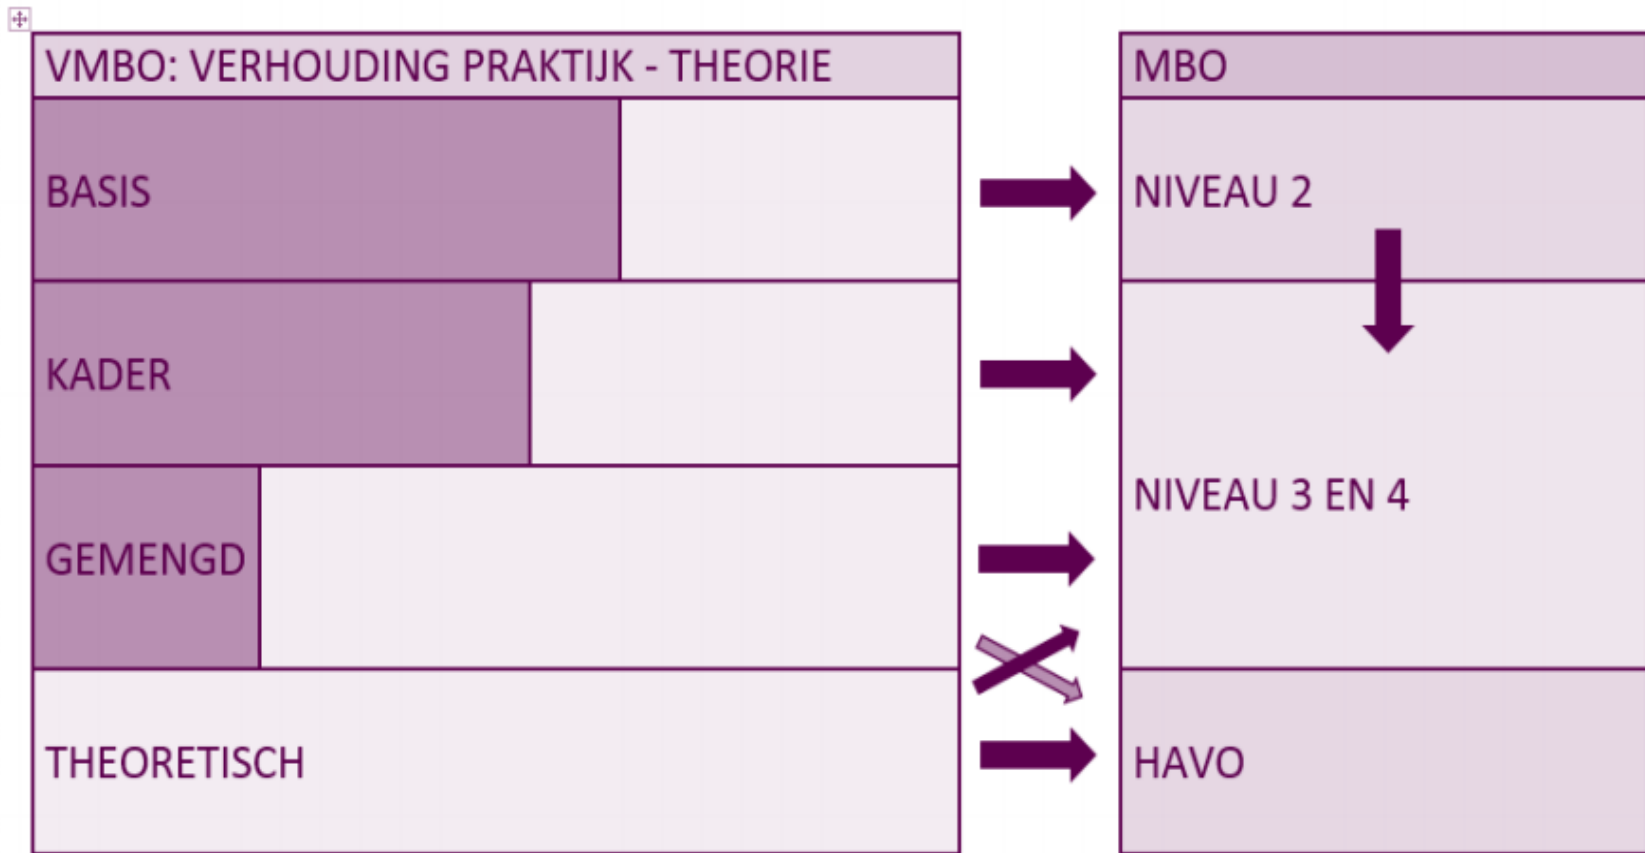 VMBO: VERHOUDING PRAKTIJK - THEORIE
BASIS
KADER
GEMENGD
THEORETISCH
MBO
NIVEAU 2
NIVEAU 3 EN 4
HAVO